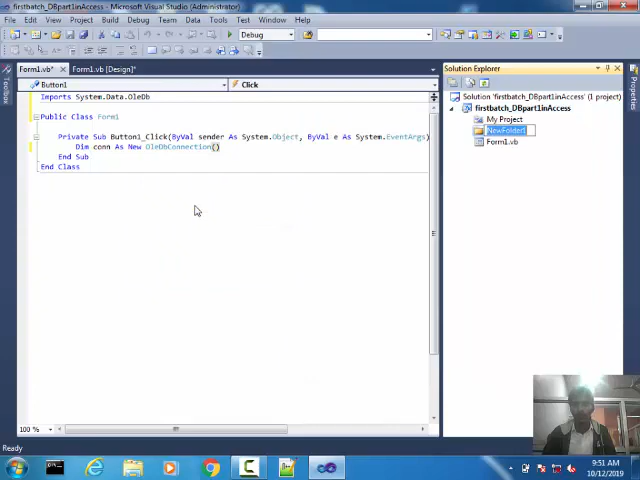 firstbatch_DBpart1inAccess - Microsoft Visual Studio (Administrator)
File Edit View Project Build Debug Team Data Tools Test Window Help
Debug
Form1.vb* Form1.vb [Design]*
Solution Explorer
Button1 Click
Imports System.Data.OleDb
Public Class Form1
Private Sub Button1_Click(ByVal sender As System.Object, ByVal e As System.EventArgs)
Dim conn As New OleDbConnection()
End Sub
End Class
Solution 'firstbatch_DBpart1inAccess' (1 project)
firstbatch_DBpart1inAccess
My Project
NewFolder1
Form1.vb
Toolbox
Properties
100 %
Ready
9:51 AM
10/12/2019